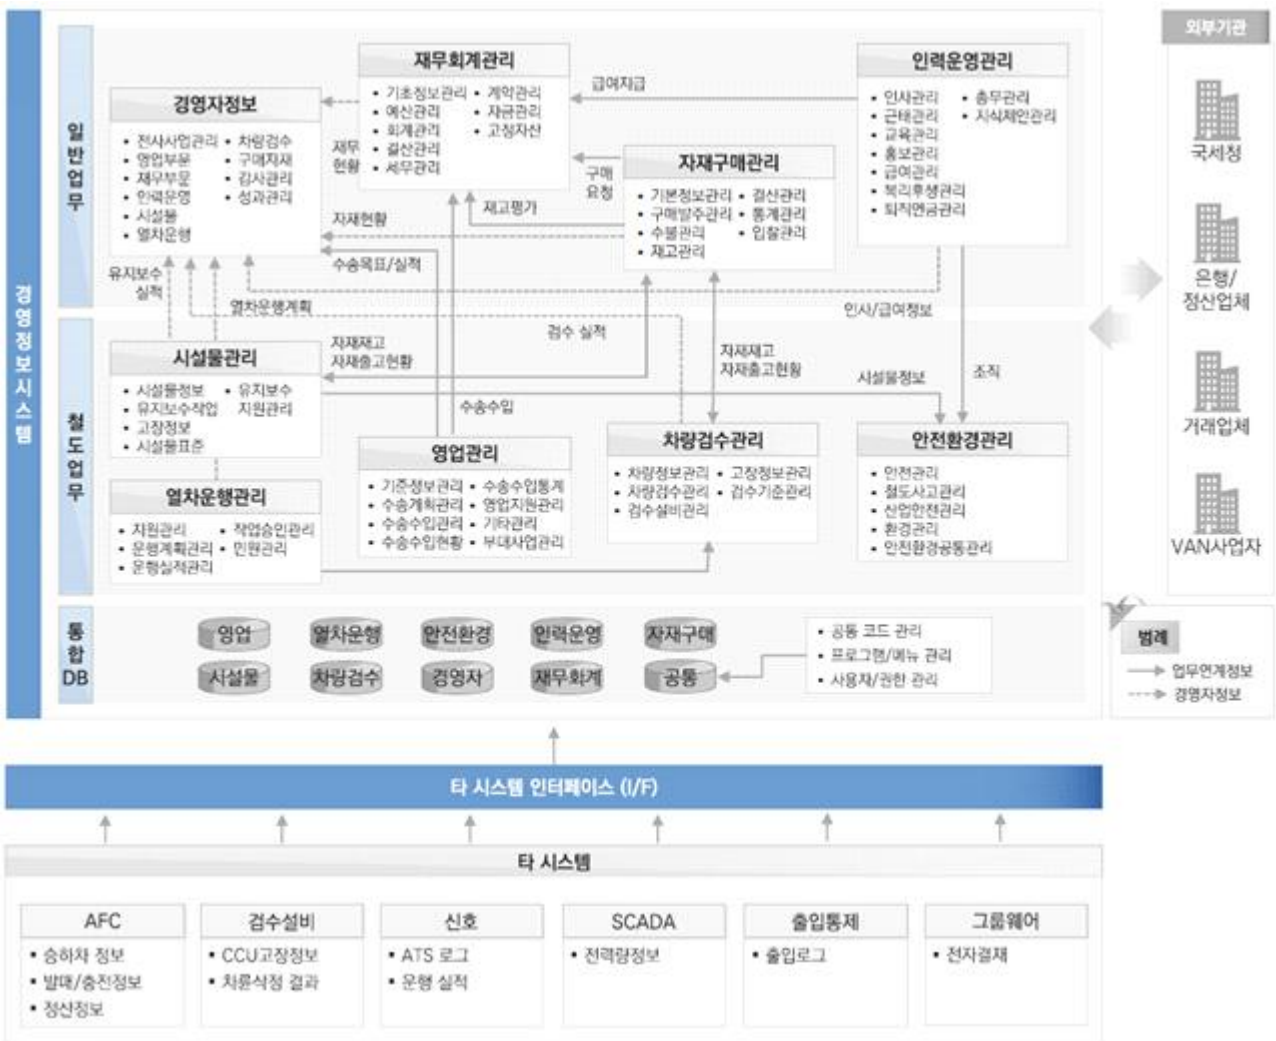 경영정보시스템
일반업무
경영자정보
• 전사사업관리 • 차량검수
• 영업부문 • 구매자재
• 재무부문 • 감사관리
• 인력운영 • 성과관리
• 시설물
• 열차운행
재무회계관리
• 기초정보관리 • 계약관리
• 예산관리 • 자금관리
• 회계관리 • 고정자산
• 결산관리
• 세무관리
자재구매관리
• 기본정보관리 • 결산관리
• 구매발주관리 • 통계관리
• 수불관리 • 입찰관리
• 재고관리
인력운영관리
• 인사관리 • 총무관리
• 근태관리 • 지식제안관리
• 교육관리
• 홍보관리
• 급여관리
• 복리후생관리
• 퇴직연금관리
급여자금
재무
현황
구매
요청
재고평가
자재현황
수송목표/실적
유지보수
실적
열차운행계획
검수 실적
인사/급여정보
철도업무
시설물관리
• 시설물정보 • 유지보수
• 유지보수작업 지원관리
• 고장정보
• 시설물표준
자재재고
자재출고현황
자재재고
자재출고현황
시설물정보
조직
수송수입
열차운행관리
• 자원관리 • 작업승인관리
• 운행계획관리 • 민원관리
• 운행실적관리
영업관리
• 기준정보관리 • 수송수입통계
• 수송계획관리 • 영업지원관리
• 수송수입관리 • 기타관리
• 수송수입현황 • 부대사업관리
차량검수관리
• 차량정보관리 • 고장정보관리
• 차량검수관리 • 검수기준관리
• 검수설비관리
안전환경관리
• 안전관리
• 철도사고관리
• 산업안전관리
• 환경관리
• 안전환경공통관리
통합
DB
영업 열차운행 안전환경 인력운영 자재구매
시설물 차량검수 경영자 재무회계 공통
• 공통 코드 관리
• 프로그램/메뉴 관리
• 사용자/권한 관리
외부기관
국세청
은행/
정산업체
거래업체
VAN사업자
범례
업무연계정보
경영자정보
타 시스템 인터페이스 (I/F)
타 시스템
AFC
▪ 승하차 정보
▪ 발매/충전정보
▪ 정산정보
검수설비
▪ CCU고장정보
▪ 차륜삭정 결과
신호
▪ ATS 로그
▪ 운행 실적
SCADA
▪ 전력량정보
출입통제
▪ 출입로그
그룹웨어
▪ 전자결재